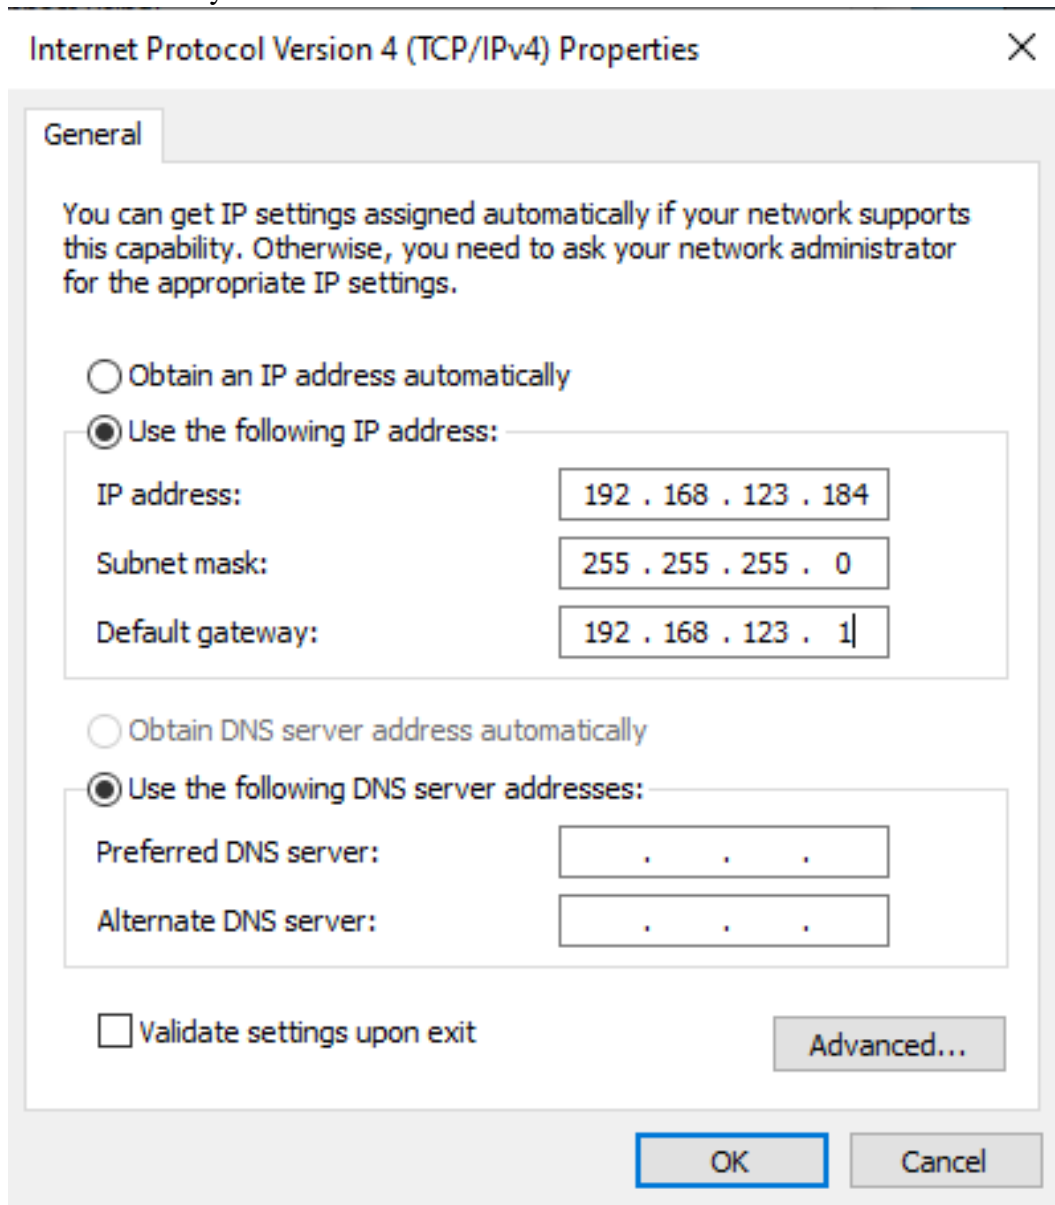 Internet Protocol Version 4 (TCP/IPv4) Properties
General
You can get IP settings assigned automatically if your network supports
this capability. Otherwise, you need to ask your network administrator
for the appropriate IP settings.
Obtain an IP address automatically
Use the following IP address:
IP address: 192 . 168 . 123 . 184
Subnet mask: 255 . 255 . 255 . 0
Default gateway: 192 . 168 . 123 . 1
Obtain DNS server address automatically
Use the following DNS server addresses:
Preferred DNS server: . . .
Alternate DNS server: . . .
Validate settings upon exit
Advanced...
OK Cancel